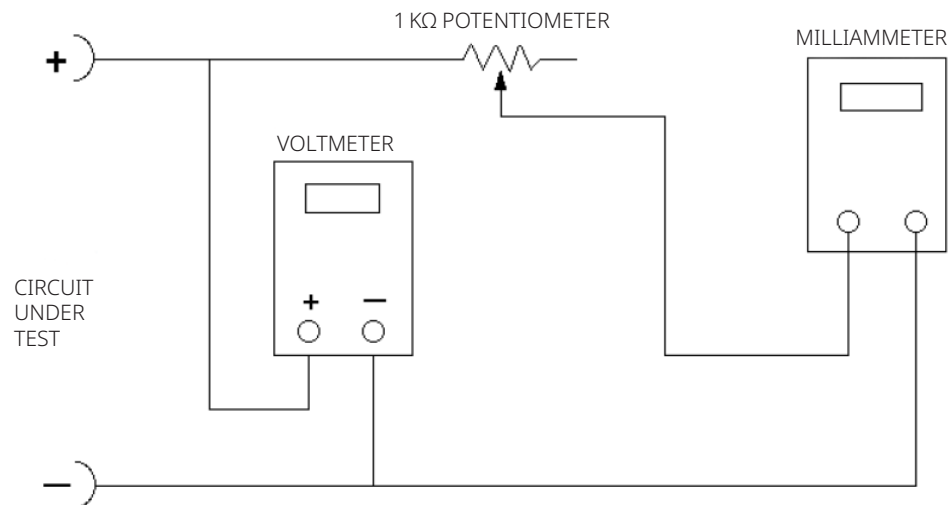 1 KΩ POTENTIOMETER
MILLIAMMETER
+
VOLTMETER
CIRCUIT
UNDER
TEST
+ −
−